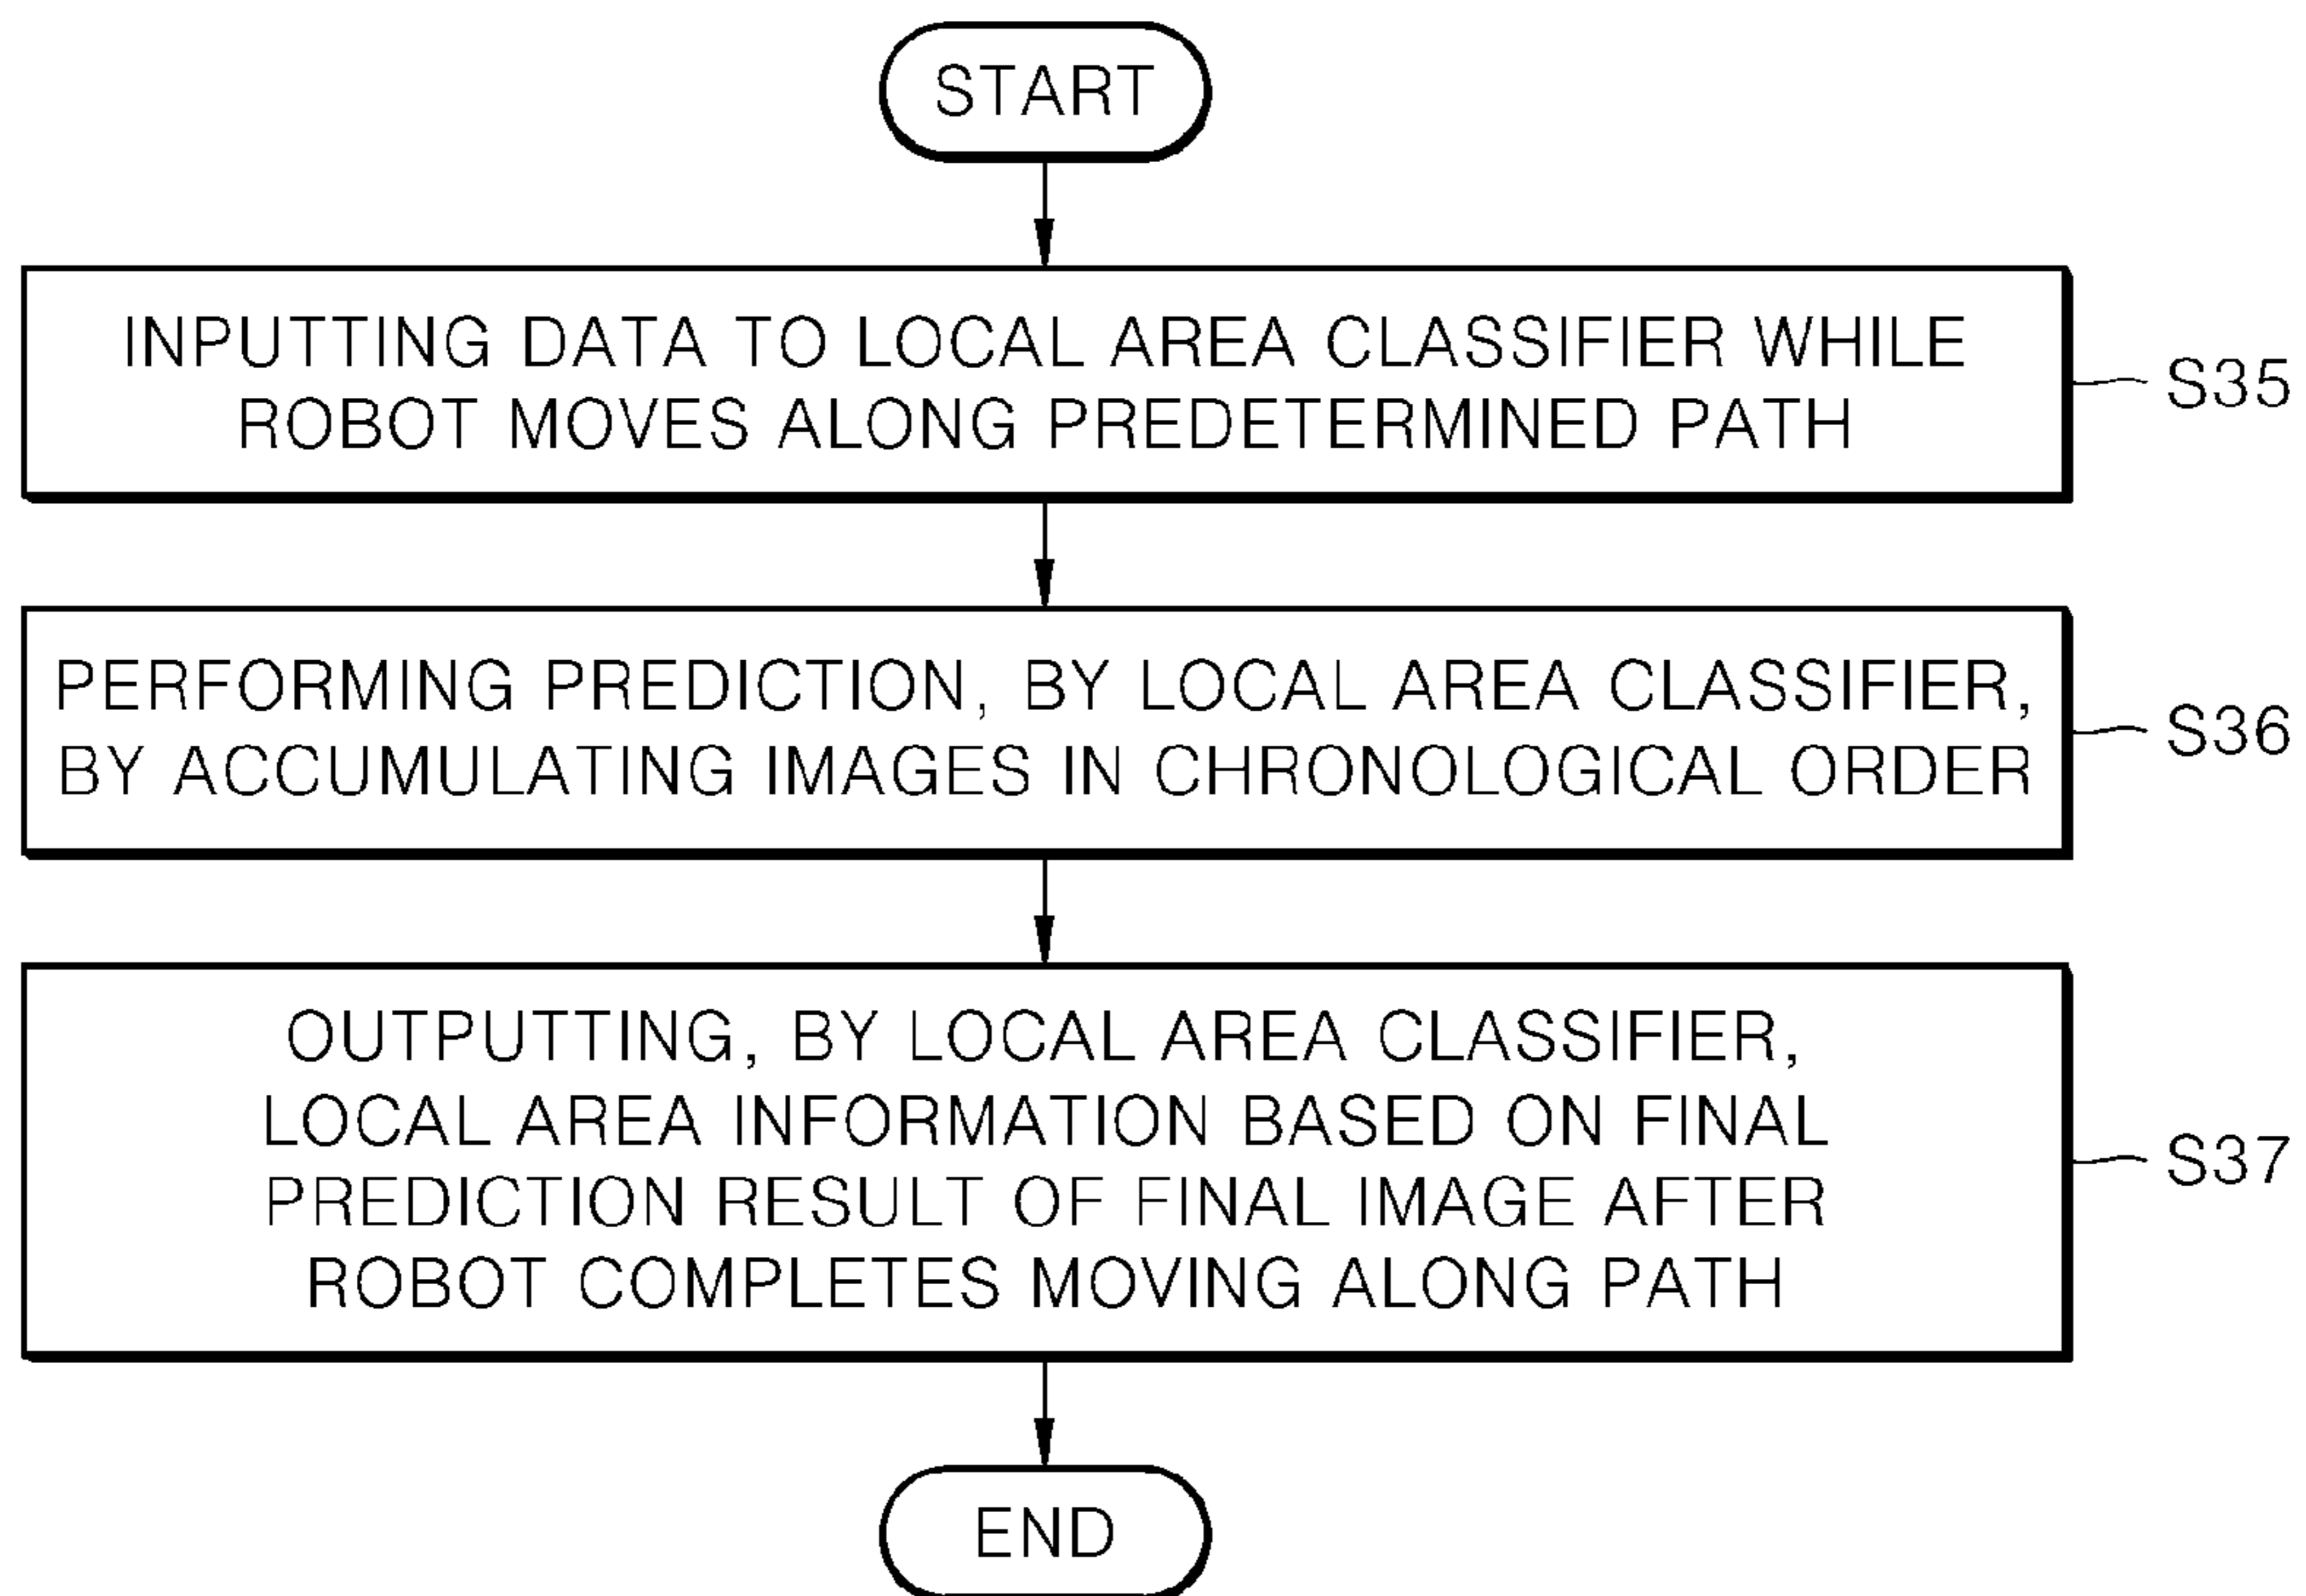 START
INPUTTING DATA TO LOCAL AREA CLASSIFIER WHILE
ROBOT MOVES ALONG PREDETERMINED PATH
S35
PERFORMING PREDICTION, BY LOCAL AREA CLASSIFIER,
BY ACCUMULATING IMAGES IN CHRONOLOGICAL ORDER
S36
OUTPUTTING, BY LOCAL AREA CLASSIFIER,
LOCAL AREA INFORMATION BASED ON FINAL
PREDICTION RESULT OF FINAL IMAGE AFTER
ROBOT COMPLETES MOVING ALONG PATH
S37
END